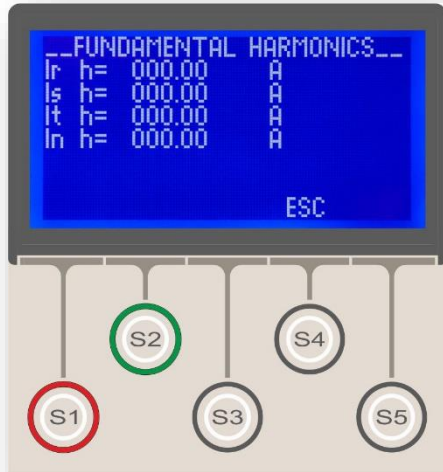 __FUNDAMENTAL HARMONICS__
Ir h= 000.00 A
Is h= 000.00 A
It h= 000.00 A
In h= 000.00 A
ESC
S2 S4
S1 S3 S5